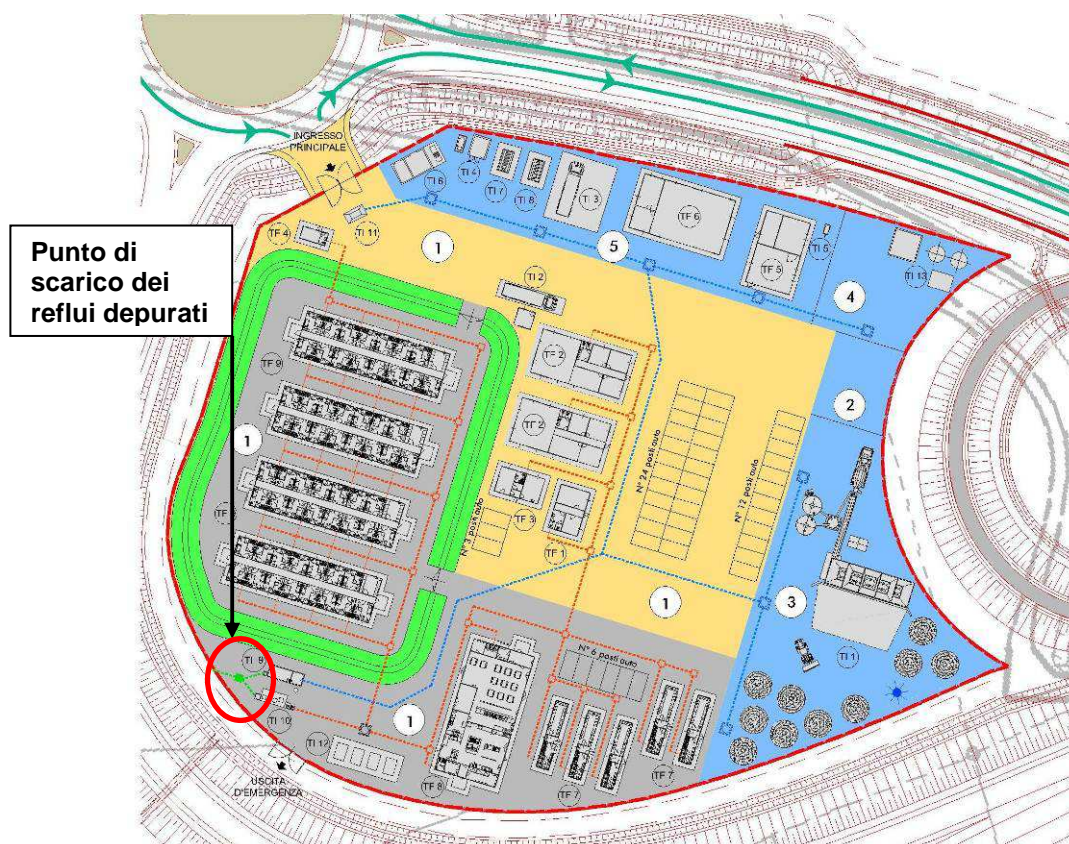 INGRESSO
PRINCIPALE
TI 6
TI 4
TI 7
TI 8
TI 3
TF 6
TF 5
TI 5
TI 13
TF 4
TI 11
1
5
4
Punto di
scarico dei
reflui depurati
TI 2
TF 2
TF 9
2
1
TF 2
N° 24 posti auto
N° 12 posti auto
TF 3
N° 3 posti auto
TF 1
1
3
TI 1
TI 9
N° 6 posti auto
TI 10
1
TI 12
TF 8
TF 7
TF 7
USCITA
D'EMERGENZA